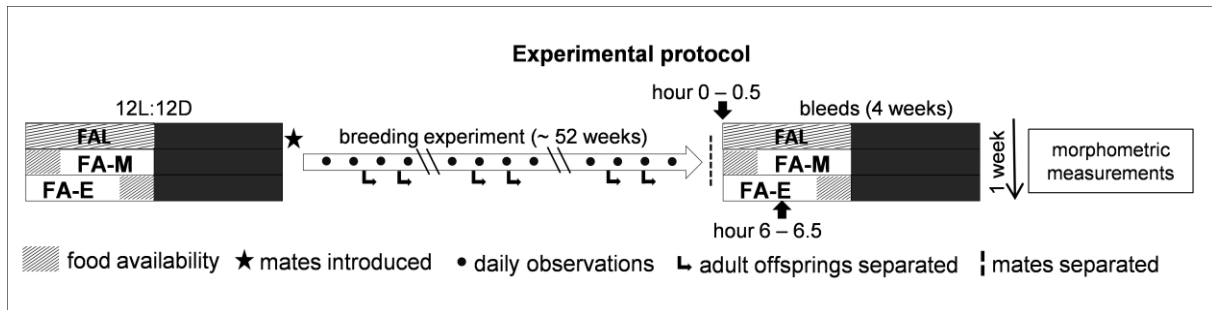 Experimental protocol
hour 0 – 0.5
12L:12D
bleeds (4 weeks)
FAL
breeding experiment (~ 52 weeks)
FAL
FA-M
FA-M
FA-E
FA-E
1 week
morphometric
measurements
hour 6 – 6.5
food availability
mates introduced
daily observations
adult offsprings separated
mates separated